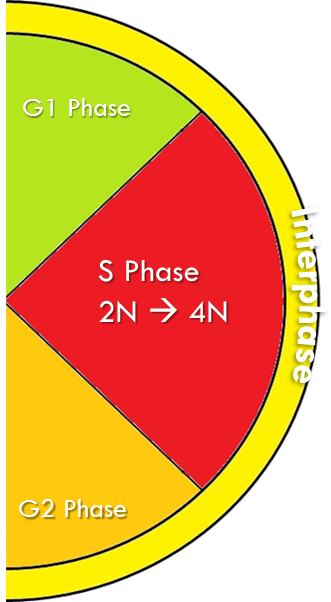 G1 Phase
S Phase
2N → 4N
Interphase
G2 Phase